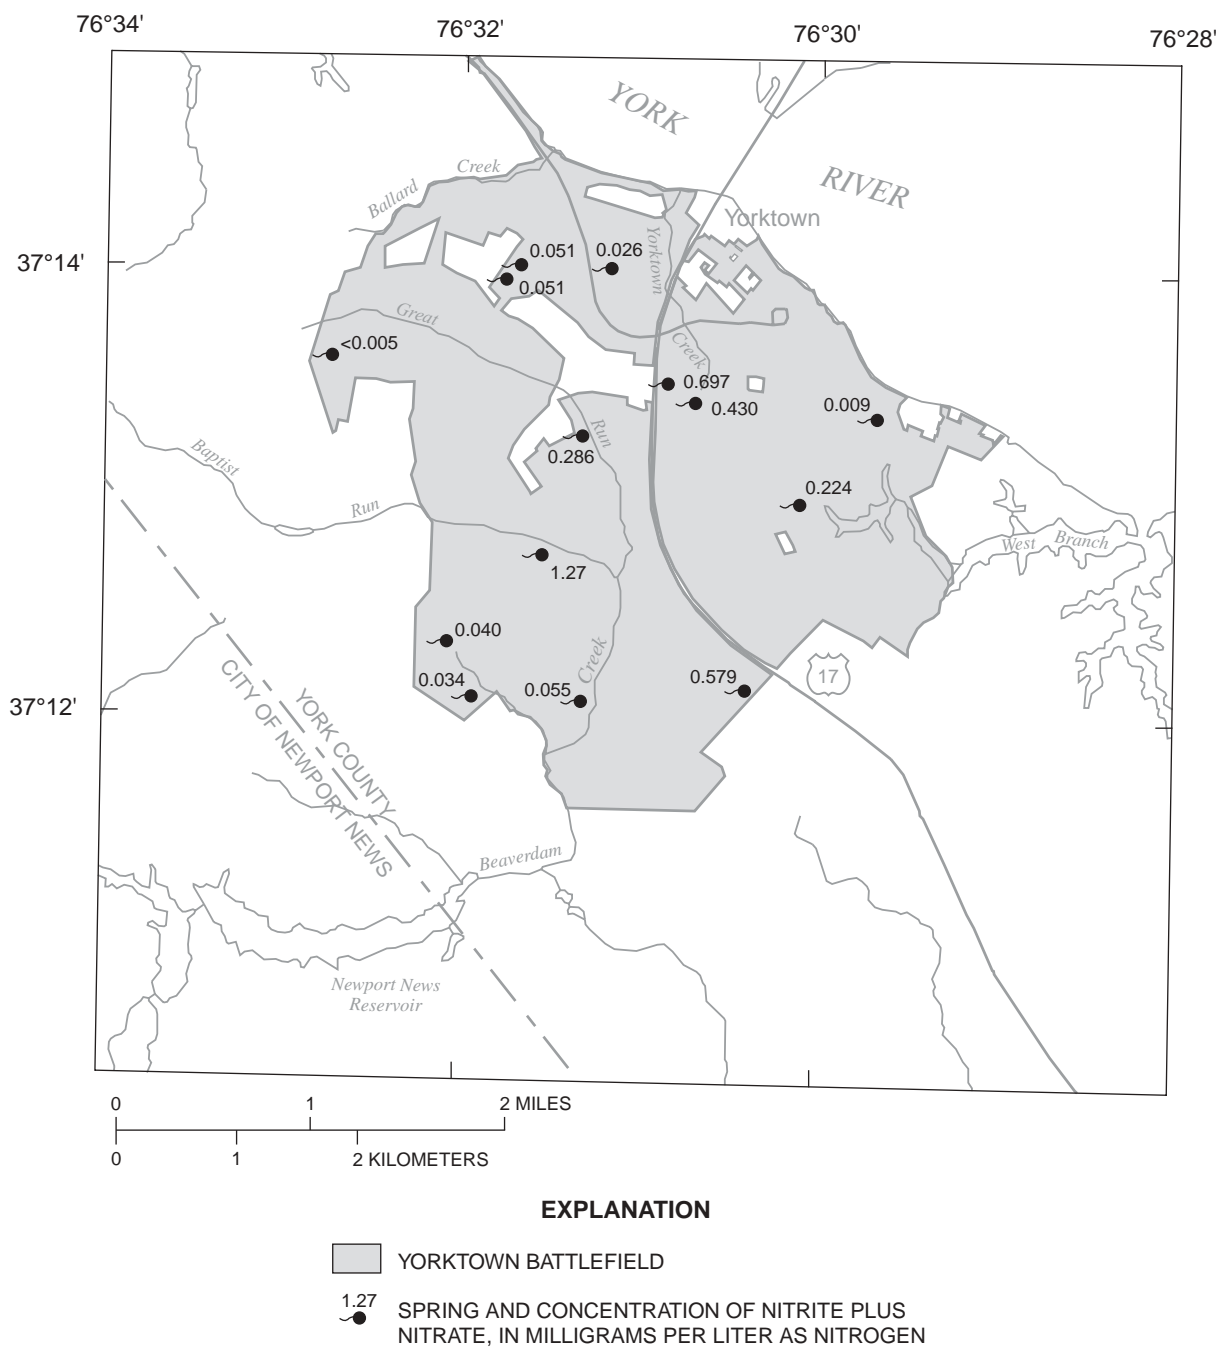 76°34'
76°32'
76°30'
76°28'
YORK
RIVER
Creek
Ballard
Yorktown
Yorktown
37°14'
0.051
0.026
0.051
Great
Creek
<0.005
0.697
0.430
0.009
Run
0.286
Baptist
0.224
Run
West Branch
1.27
0.040
Creek
0.034
0.055
0.579
17
37°12'
YORK COUNTY
CITY OF NEWPORT NEWS
Beaverdam
Newport News
Reservoir
0 1 2 MILES
0 1 2 KILOMETERS
EXPLANATION
YORKTOWN BATTLEFIELD
1.27
SPRING AND CONCENTRATION OF NITRITE PLUS
NITRATE, IN MILLIGRAMS PER LITER AS NITROGEN